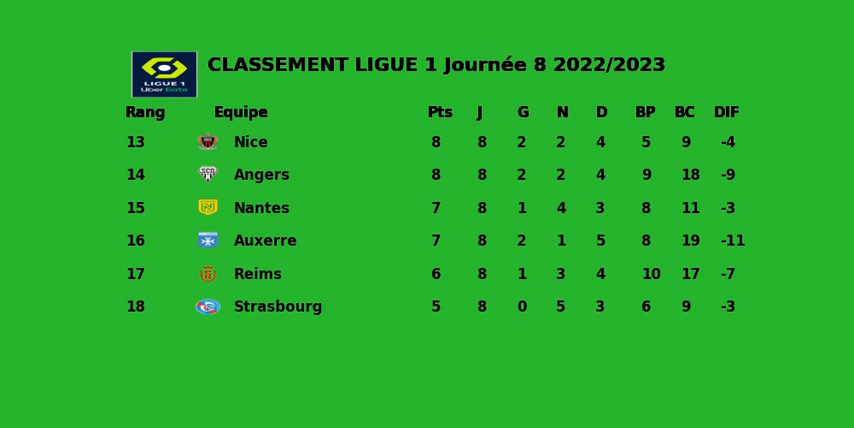 CLASSEMENT LIGUE 1 Journée 8 2022/2023
LIGUE 1
Uber Eats
Rang Equipe Pts J G N D BP BC DIF
13 Nice 8 8 2 2 4 5 9 -4
14 SCO Angers 8 8 2 2 4 9 18 -9
15 Nantes 7 8 1 4 3 8 11 -3
16 Auxerre 7 8 2 1 5 8 19 -11
17 Reims 6 8 1 3 4 10 17 -7
18 Strasbourg 5 8 0 5 3 6 9 -3